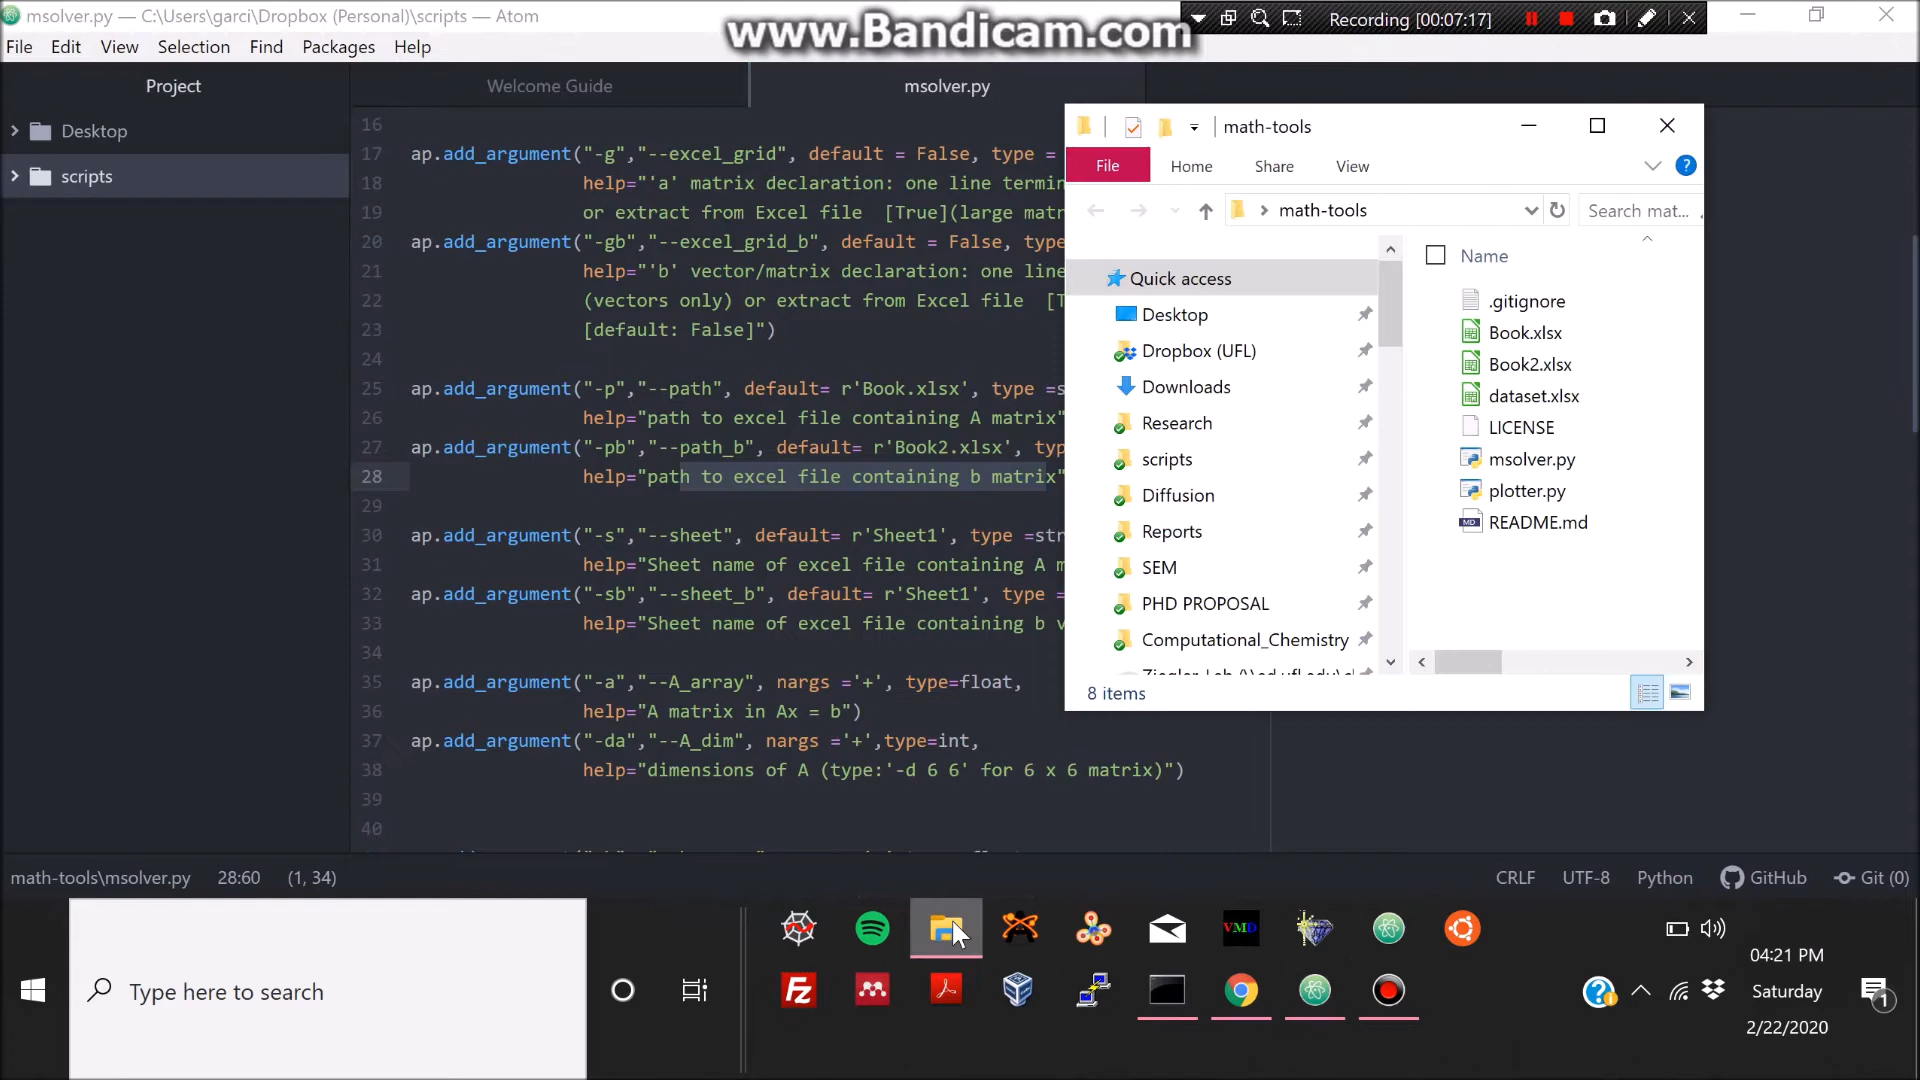 msolver.py — C:\Users\garci\Dropbox (Personal)\scripts — Atom
www.Bandicam.com
Recording [00:07:17]
File Edit View Selection Find Packages Help
Project
Welcome Guide
msolver.py
Desktop
scripts
16
17 ap.add_argument("-g","--excel_grid", default = False, type =
18 help="'a' matrix declaration: one line termin
19 or extract from Excel file [True](large matr
20 ap.add_argument("-gb","--excel_grid_b", default = False, type
21 help="'b' vector/matrix declaration: one line
22 (vectors only) or extract from Excel file [T
23 [default: False]")
24
25 ap.add_argument("-p","--path", default= r'Book.xlsx', type =s
26 help="path to excel file containing A matrix"
27 ap.add_argument("-pb","--path_b", default= r'Book2.xlsx', typ
28 help="path to excel file containing b matrix"
29
30 ap.add_argument("-s","--sheet", default= r'Sheet1', type =str
31 help="Sheet name of excel file containing A m
32 ap.add_argument("-sb","--sheet_b", default= r'Sheet1', type =
33 help="Sheet name of excel file containing b v
34
35 ap.add_argument("-a","--A_array", nargs ='+', type=float,
36 help="A matrix in Ax = b")
37 ap.add_argument("-da","--A_dim", nargs ='+',type=int,
38 help="dimensions of A (type:'-d 6 6' for 6 x 6 matrix)")
39
40
math-tools
File Home Share View
math-tools
Search mat...
Quick access
Desktop
Dropbox (UFL)
Downloads
Research
scripts
Diffusion
Reports
SEM
PHD PROPOSAL
Computational_Chemistry
Name
.gitignore
Book.xlsx
Book2.xlsx
dataset.xlsx
LICENSE
msolver.py
plotter.py
README.md
8 items
math-tools\msolver.py 28:60 (1, 34)
CRLF UTF-8 Python GitHub Git (0)
Type here to search
VMD
04:21 PM
Saturday
2/22/2020
1